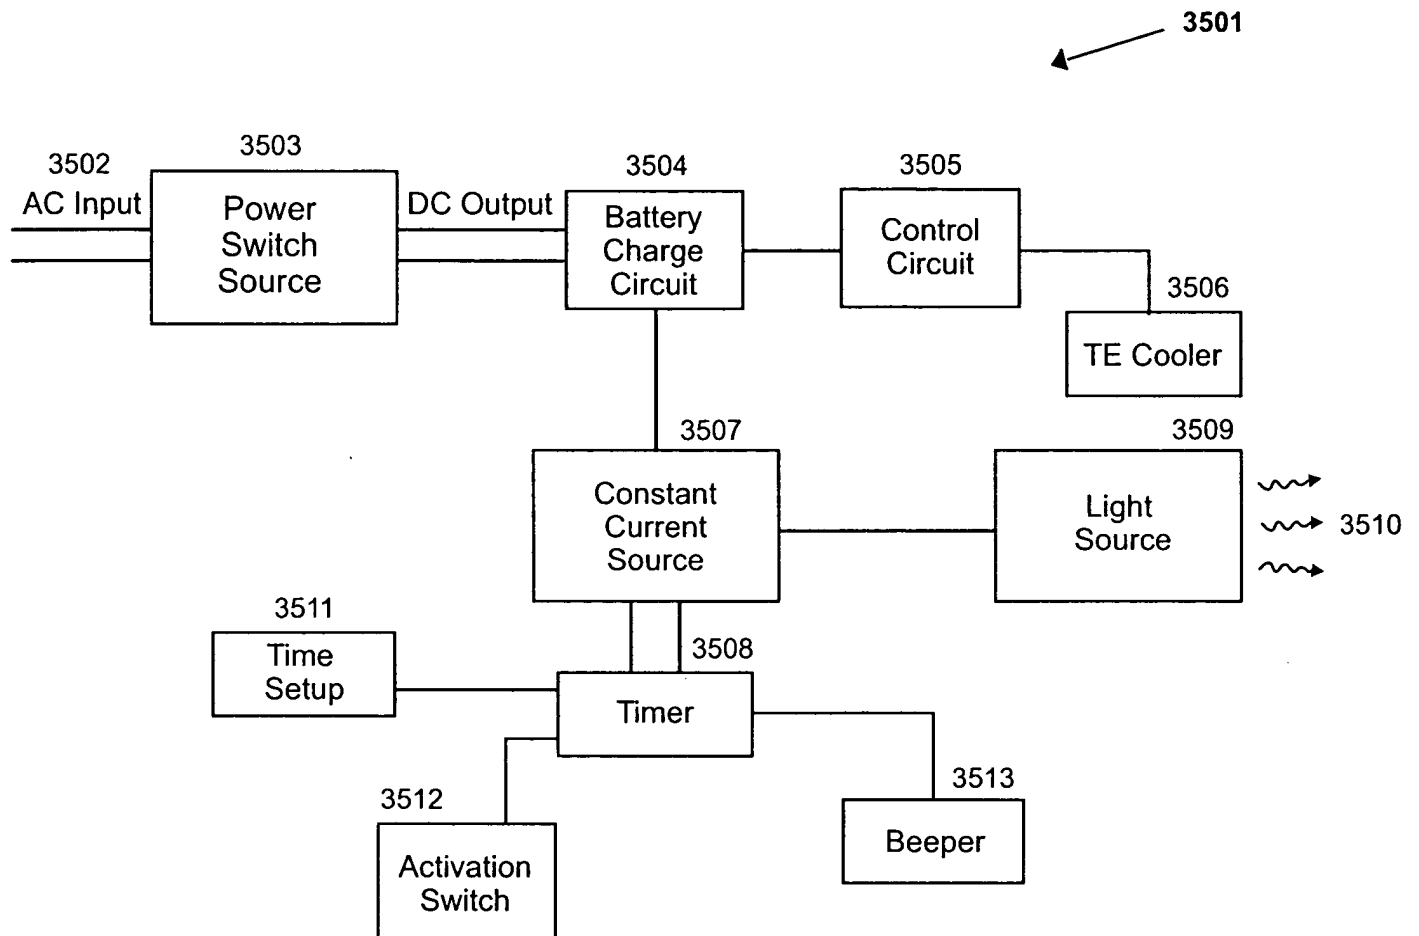 3501
3502
AC Input
3503
Power
Switch
Source
DC Output
3504
Battery
Charge
Circuit
3505
Control
Circuit
3506
TE Cooler
3507
Constant
Current
Source
3509
Light
Source
3510
3511
Time
Setup
3508
Timer
3512
Activation
Switch
3513
Beeper